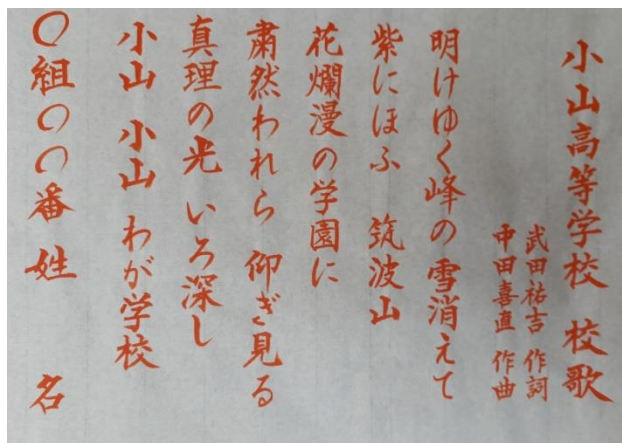 小山高等学校 校歌
武田祐吉 作詞
中田喜直 作曲
明けゆく峰の雪消えて
紫にほふ 筑波山
花爛漫の学園に
粛然われら 仰ぎ見る
真理の光 いろ深し
小山 小山 わが学校
〇組〇〇番 姓 名